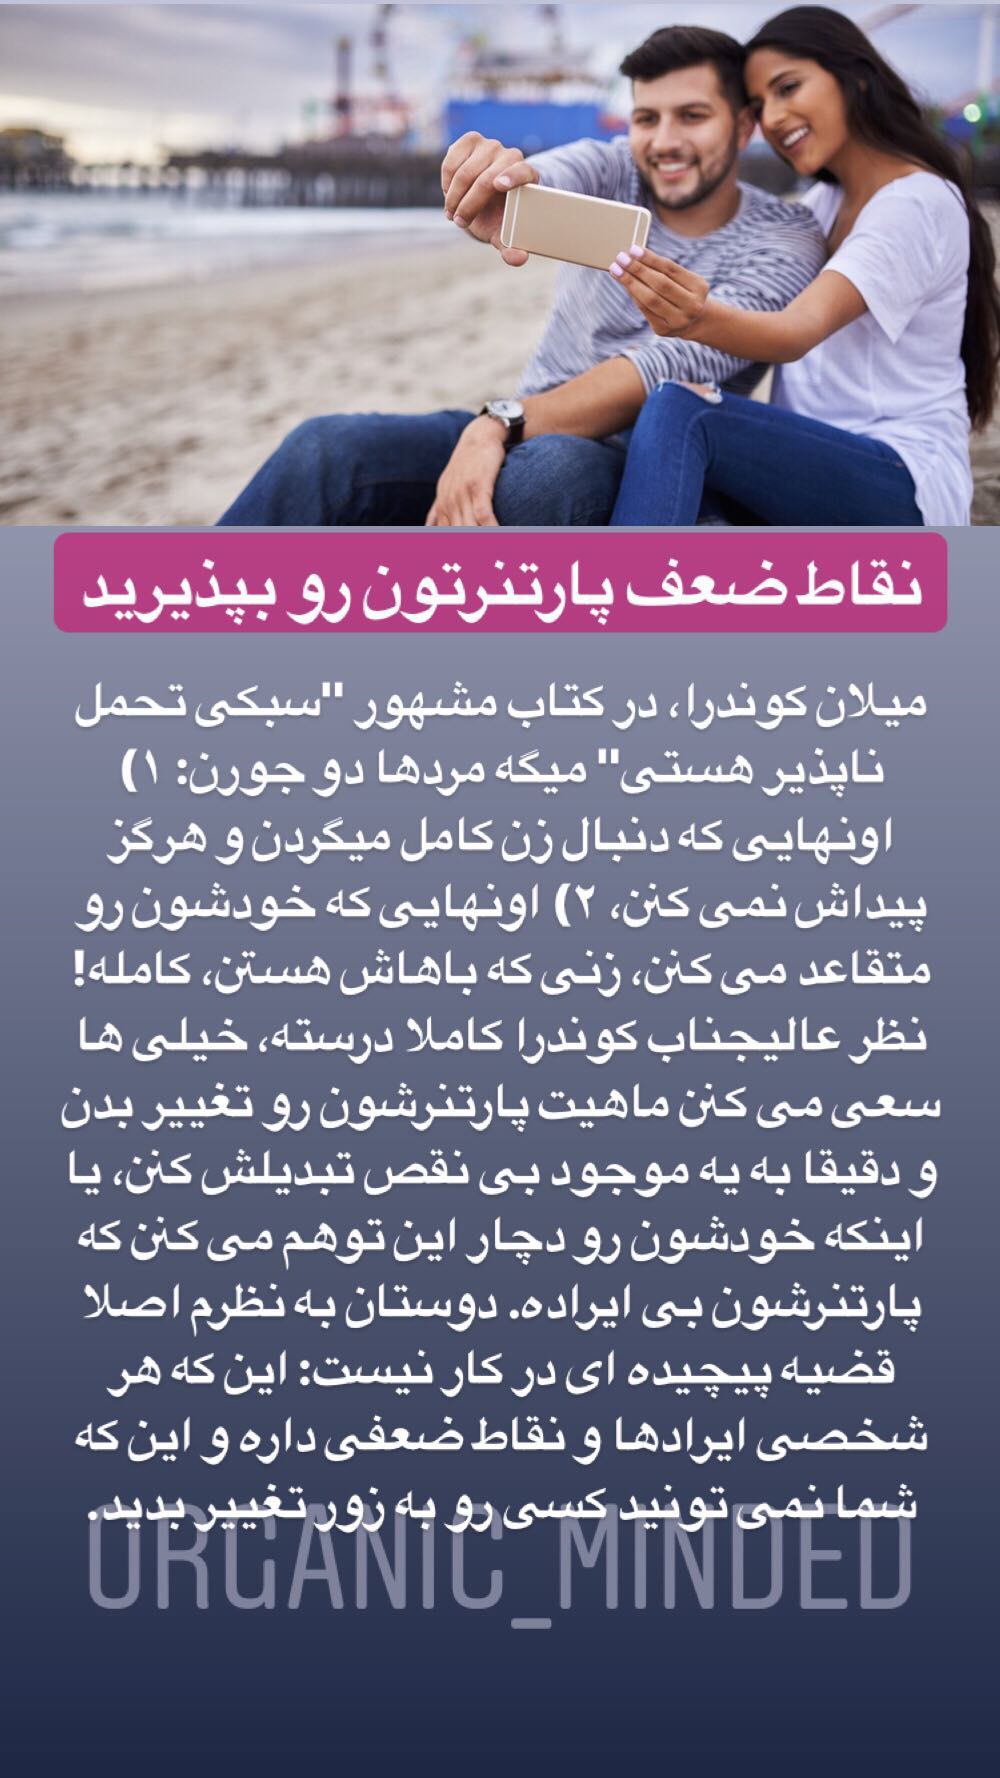 نقاط ضعف پارتنرتون رو بپذیرید
میلان کوندرا، در کتاب مشهور "سبکی تحمل
ناپذیر هستی" میگه مردها دو جورن: ۱)
اونهایی که دنبال زن کامل میگردن و هرگز
پیداش نمی کنن، ۲) اونهایی که خودشون رو
متقاعد می کنن، زنی که باهاش هستن، کامله!
نظر عالیجناب کوندرا کاملا درسته، خیلی ها
سعی می کنن ماهیت پارتنرشون رو تغییر بدن
و دقیقا به یه موجود بی نقص تبدیلش کنن، یا
اینکه خودشون رو دچار این توهم می کنن که
پارتنرشون بی ایراده. دوستان به نظرم اصلا
قضیه پیچیده ای در کار نیست: این که هر
شخصی ایرادها و نقاط ضعفی داره و این که
شما نمی تونید کسی رو به زور تغییر بدید.
ORGANIC_MINDED